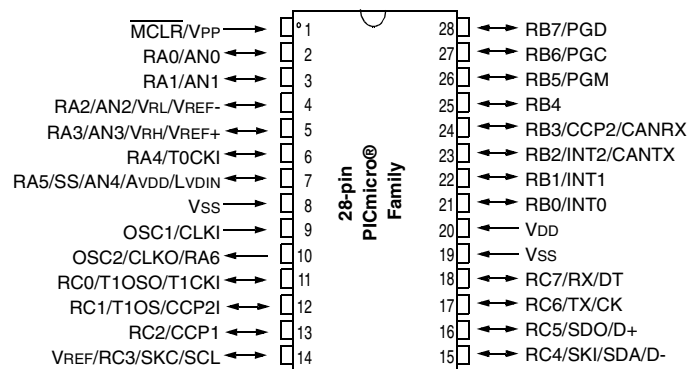 MCLR/VPP 1
RA0/AN0 2
RA1/AN1 3
RA2/AN2/VRL/VREF- 4
RA3/AN3/VRH/VREF+ 5
RA4/T0CKI 6
RA5/SS/AN4/AVDD/LVDIN 7
VSS 8
OSC1/CLKI 9
OSC2/CLKO/RA6 10
RC0/T1OSO/T1CKI 11
RC1/T1OS/CCP2I 12
RC2/CCP1 13
VREF/RC3/SKC/SCL 14
28-pin
PICmicro®
Family
28 RB7/PGD
27 RB6/PGC
26 RB5/PGM
25 RB4
24 RB3/CCP2/CANRX
23 RB2/INT2/CANTX
22 RB1/INT1
21 RB0/INT0
20 VDD
19 VSS
18 RC7/RX/DT
17 RC6/TX/CK
16 RC5/SDO/D+
15 RC4/SKI/SDA/D-